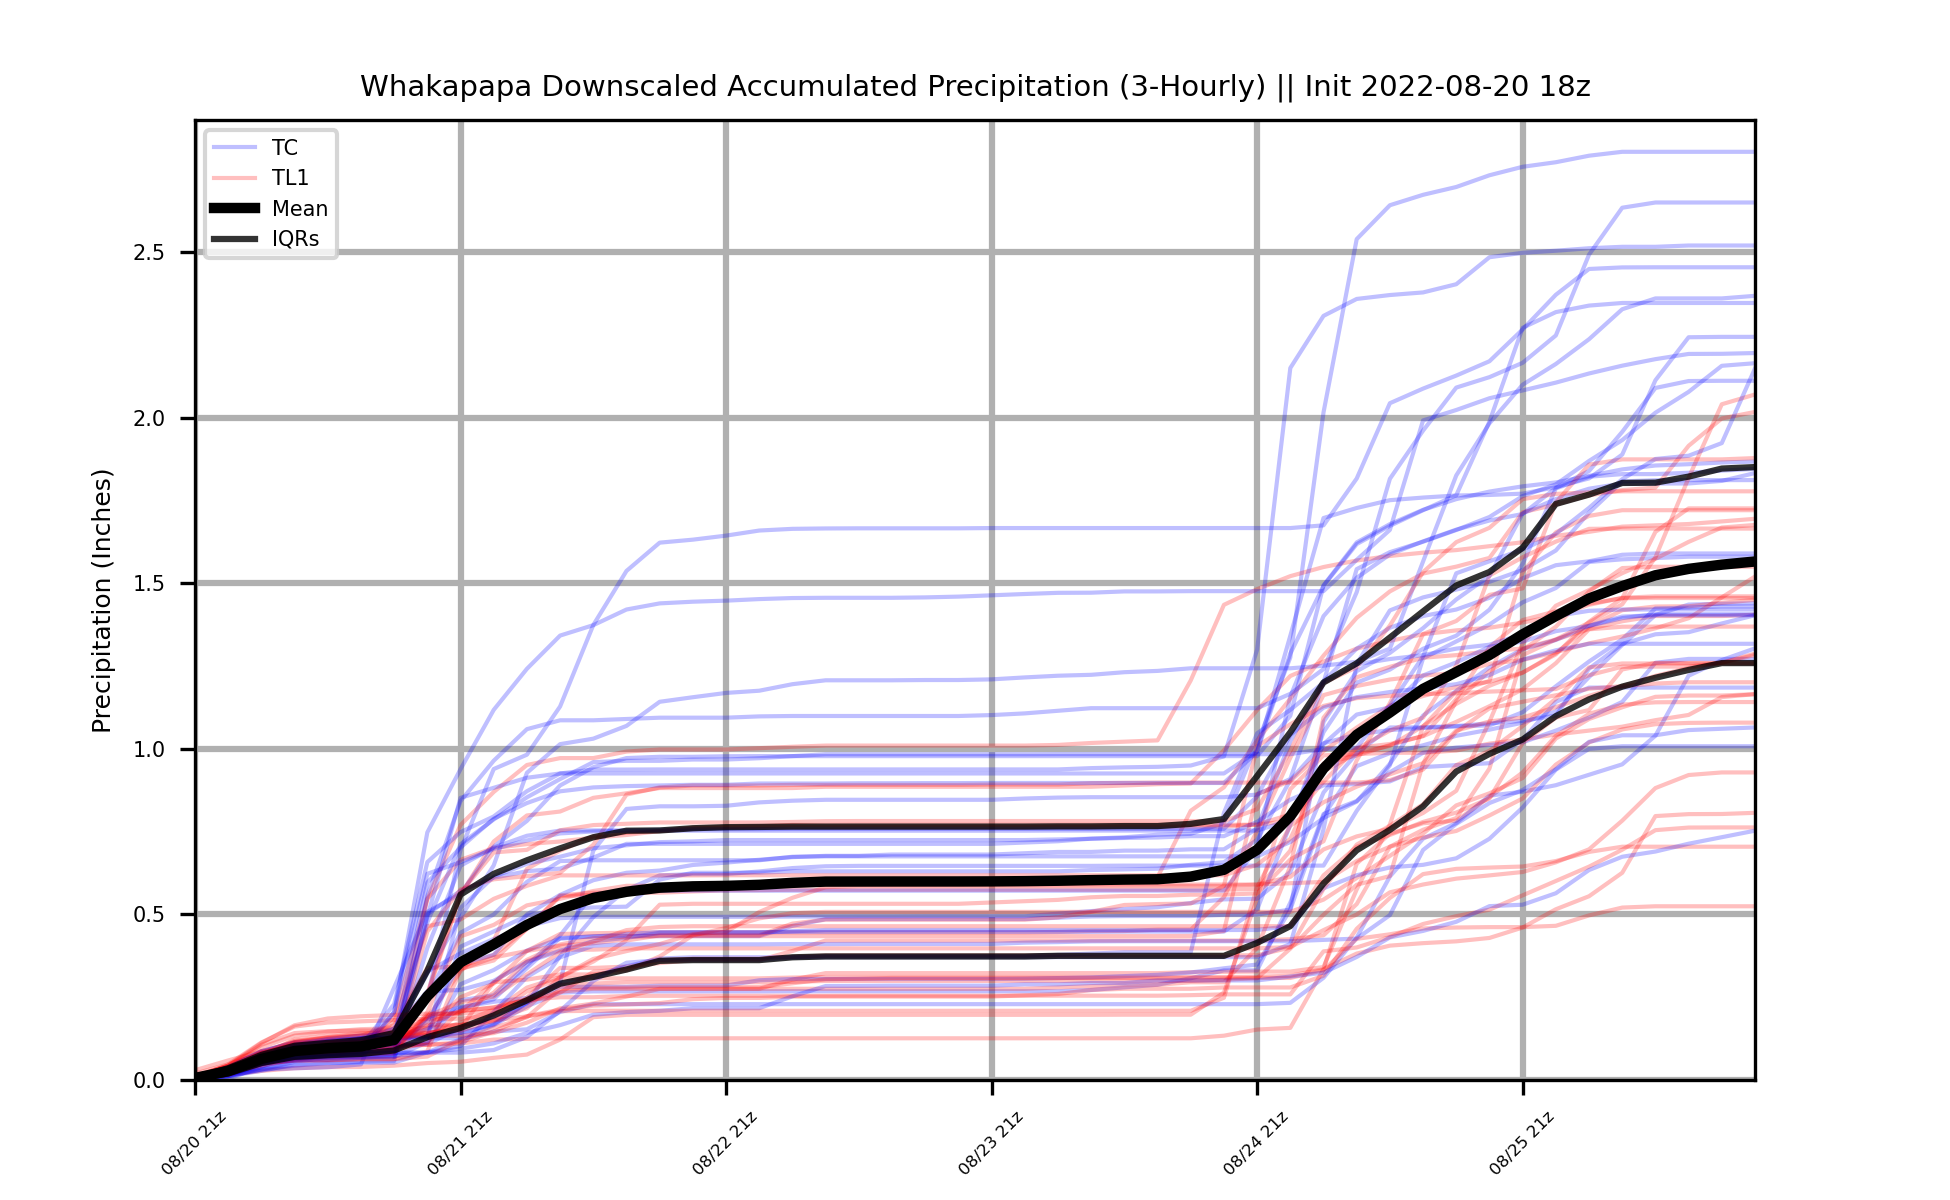 Whakapapa Downscaled Accumulated Precipitation (3-Hourly) || Init 2022-08-20 18z
TC
TL1
Mean
IQRs
Precipitation (Inches)
2.5
2.0
1.5
1.0
0.5
0.0
08/20 21z
08/21 21z
08/22 21z
08/23 21z
08/24 21z
08/25 21z